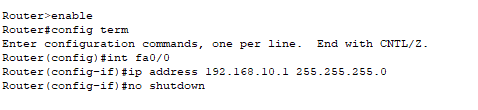 Router>enable
Router#config term
Enter configuration commands, one per line.  End with CNTL/Z.
Router(config)#int fa0/0
Router(config-if)#ip address 192.168.10.1 255.255.255.0
Router(config-if)#no shutdown